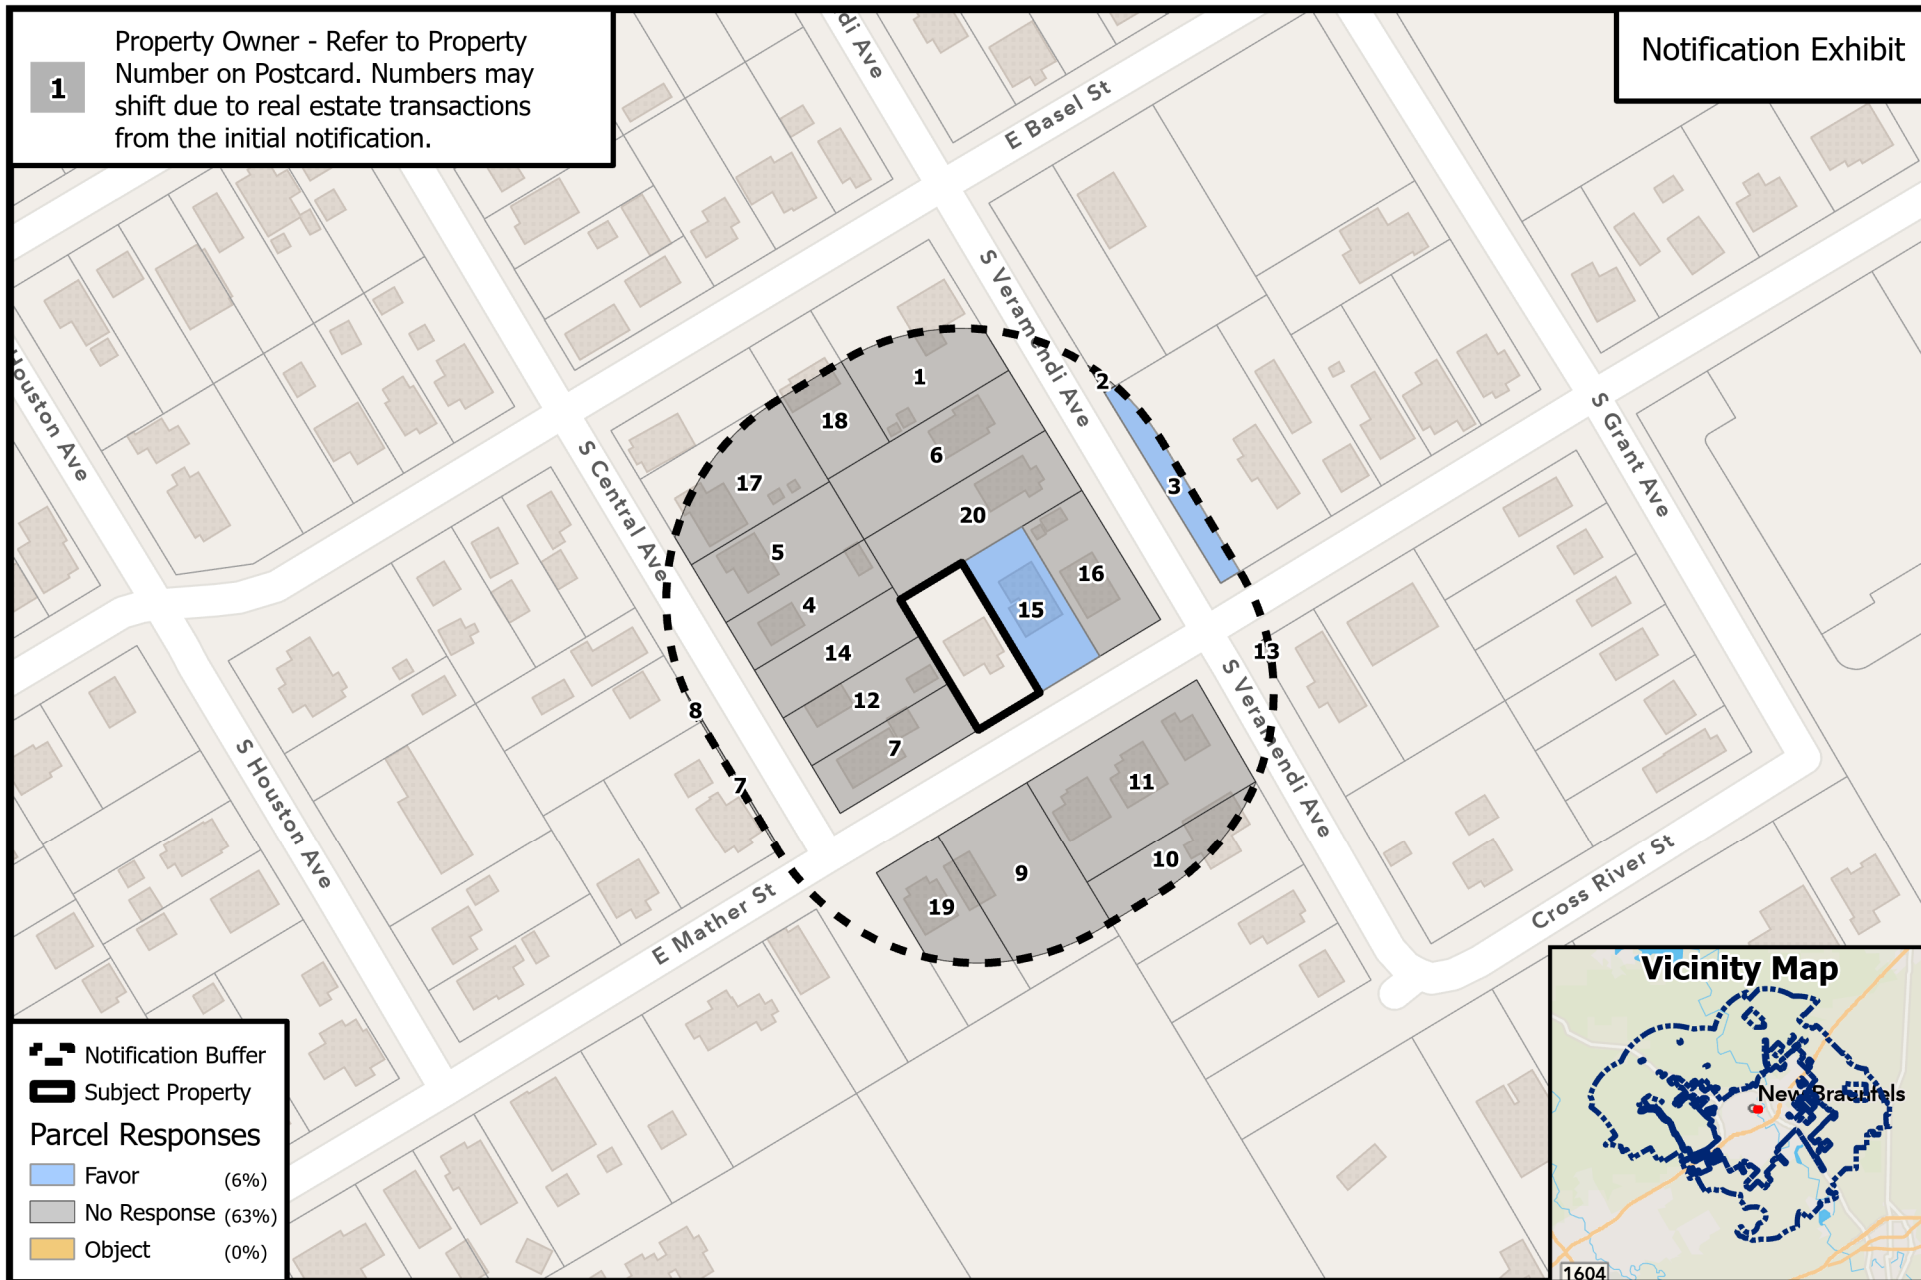 1
Property Owner - Refer to Property
Number on Postcard. Numbers may
shift due to real estate transactions
from the initial notification.
Notification Exhibit
di Ave
E Basel St
S Veramendi Ave
Houston Ave
S Central Ave
S Grant Ave
1
2
18
6
3
17
20
5
16
4
15
14
13
12
8
7
7
11
10
9
19
S Veramendi Ave
S Houston Ave
E Mather St
Cross River St
Notification Buffer
Subject Property
Parcel Responses
Favor (6%)
No Response (63%)
Object (0%)
Vicinity Map
New Braunfels
1604